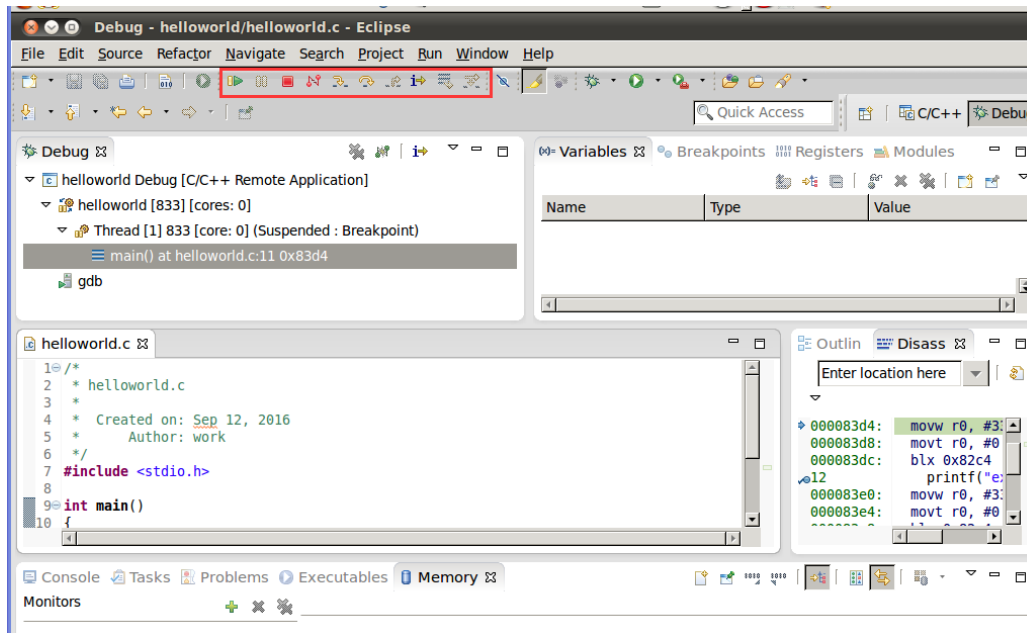 Debug - helloworld/helloworld.c - Eclipse
File Edit Source Refactor Navigate Search Project Run Window Help
Quick Access
C/C++
Debu
Debug
helloworld Debug [C/C++ Remote Application]
helloworld [833] [cores: 0]
Thread [1] 833 [core: 0] (Suspended : Breakpoint)
main() at helloworld.c:11 0x83d4
gdb
(x)= Variables Breakpoints Registers Modules
Name Type Value
helloworld.c
1 /*
2 * helloworld.c
3 *
4 * Created on: Sep 12, 2016
5 * Author: work
6 */
7 #include <stdio.h>
8
9 int main()
10 {
Outlin Disass
Enter location here
000083d4: movw r0, #3
000083d8: movt r0, #0
000083dc: blx 0x82c4
12 printf("e
000083e0: movw r0, #3
000083e4: movt r0, #0
Console Tasks Problems Executables Memory
Monitors